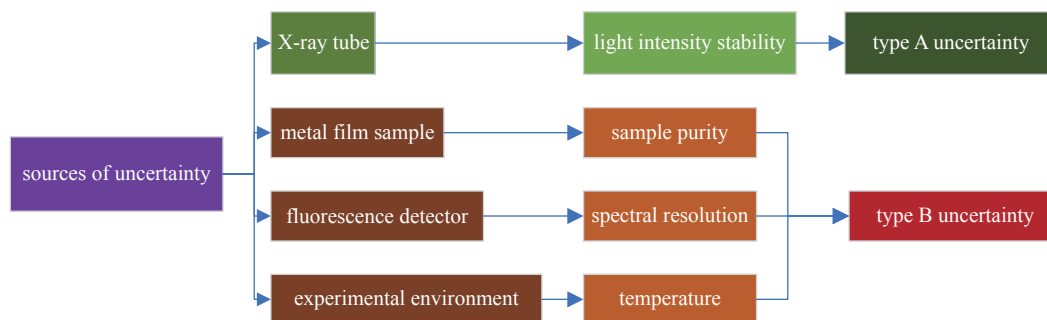 X-ray tube
light intensity stability
type A uncertainty
metal film sample
sample purity
sources of uncertainty
fluorescence detector
spectral resolution
type B uncertainty
experimental environment
temperature